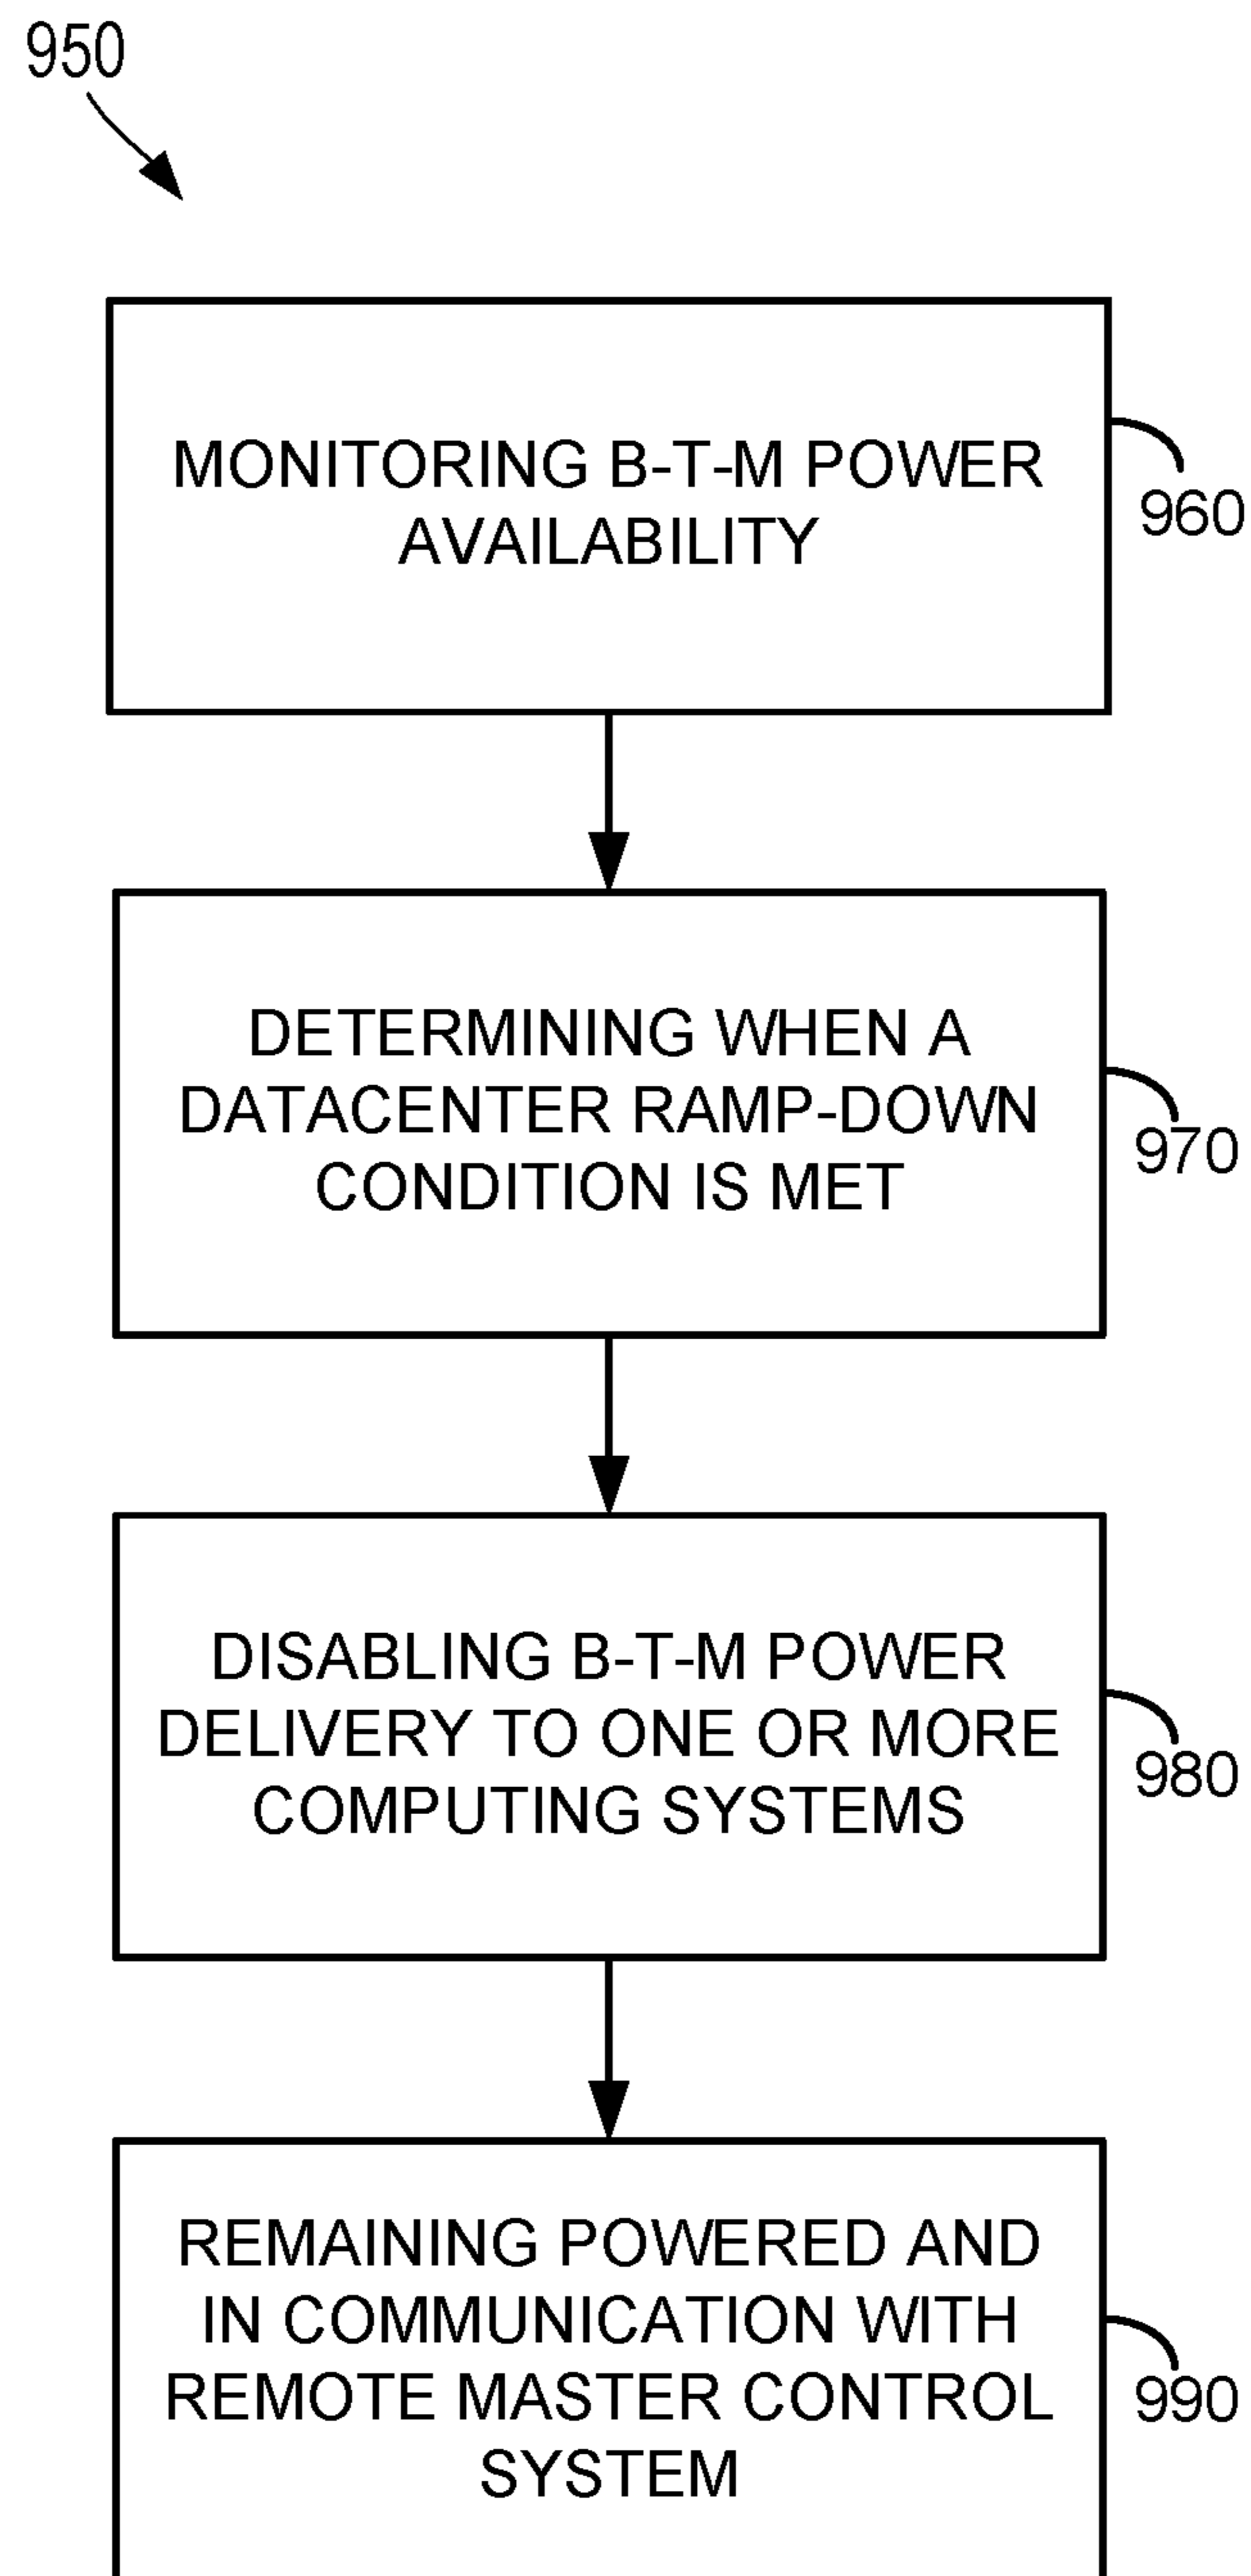 950
MONITORING B-T-M POWER
AVAILABILITY
960
DETERMINING WHEN A
DATACENTER RAMP-DOWN
CONDITION IS MET
970
DISABLING B-T-M POWER
DELIVERY TO ONE OR MORE
COMPUTING SYSTEMS
980
REMAINING POWERED AND
IN COMMUNICATION WITH
REMOTE MASTER CONTROL
SYSTEM
990